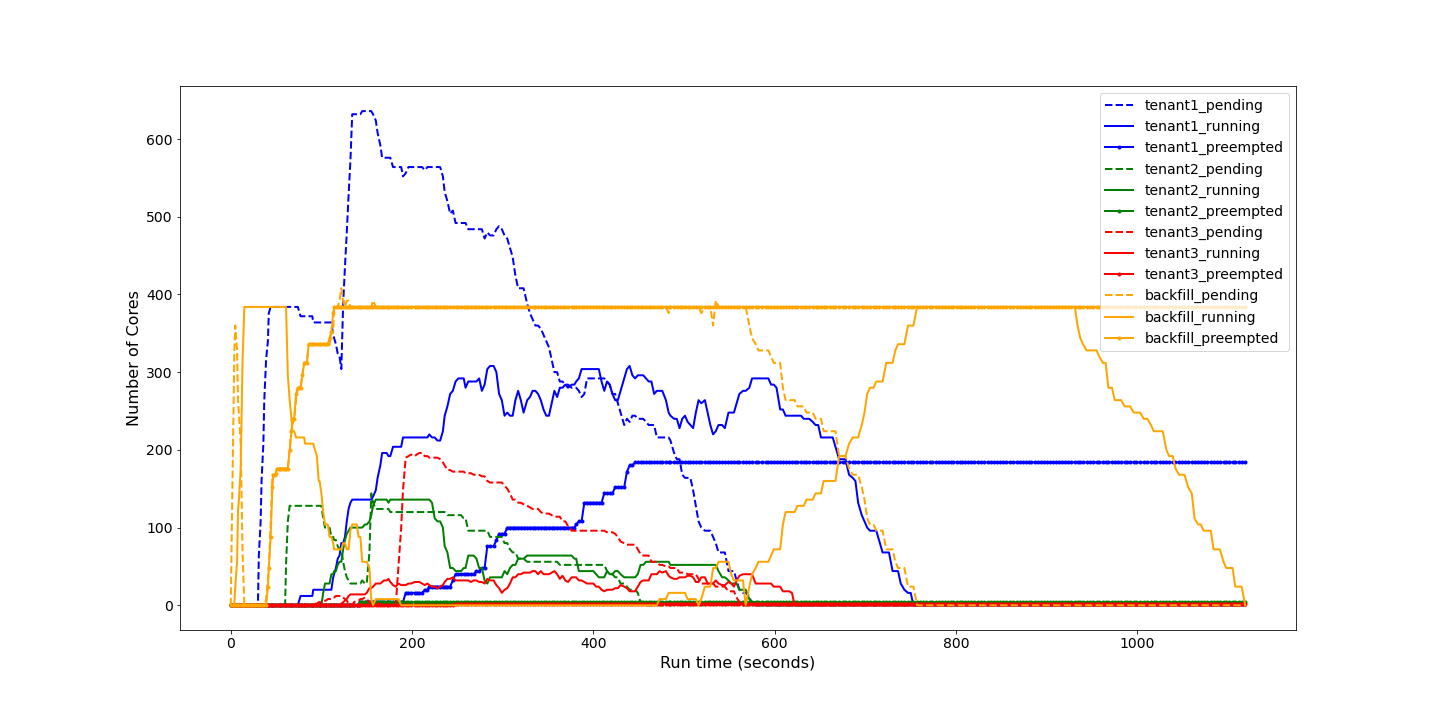 Number of Cores
600
500
400
300
200
100
0
0 200 400 600 800 1000
Run time (seconds)
tenant1_pending
tenant1_running
tenant1_preempted
tenant2_pending
tenant2_running
tenant2_preempted
tenant3_pending
tenant3_running
tenant3_preempted
backfill_pending
backfill_running
backfill_preempted